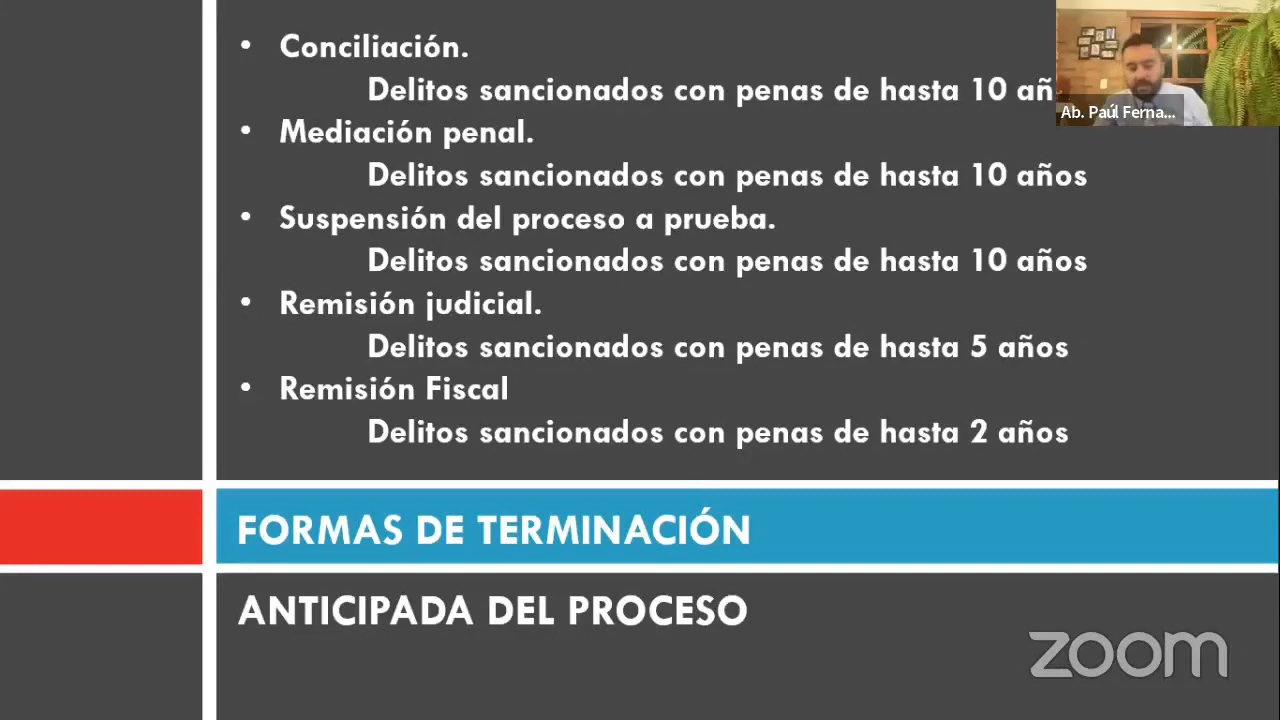 • Conciliación.
Delitos sancionados con penas de hasta 10 añ
• Mediación penal.
Delitos sancionados con penas de hasta 10 años
• Suspensión del proceso a prueba.
Delitos sancionados con penas de hasta 10 años
• Remisión judicial.
Delitos sancionados con penas de hasta 5 años
• Remisión Fiscal
Delitos sancionados con penas de hasta 2 años
FORMAS DE TERMINACIÓN
ANTICIPADA DEL PROCESO
Ab. Paúl Ferna...
zoom